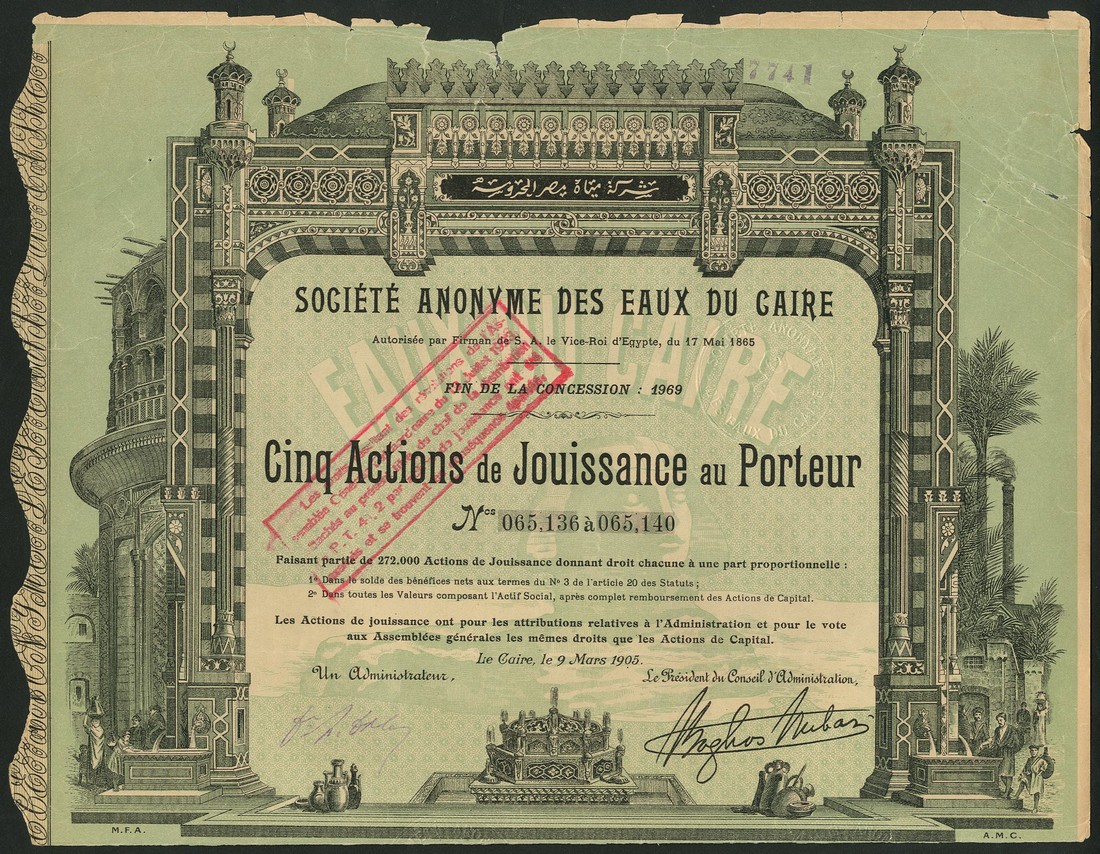 7741
شركة مياه مصر المحروسة
SOCIÉTÉ ANONYME DES EAUX DU CAIRE
Autorisée par Firman de S. A. le Vice-Roi d'Egypte, du 17 Mai 1865
FIN DE LA CONCESSION : 1969
EAUX DU CAIRE
Cinq Actions de Jouissance au Porteur
Nos 065,136 à 065,140
Faisant partie de 272.000 Actions de Jouissance donnant droit chacune à une part proportionnelle :
1° Dans le solde des bénéfices nets aux termes du No 3 de l'article 20 des Statuts ;
2° Dans toutes les Valeurs composant l'Actif Social, après complet remboursement des Actions de Capital.
Les Actions de jouissance ont pour les attributions relatives à l'Administration et pour le vote
aux Assemblées générales les mêmes droits que les Actions de Capital.
Le Caire, le 9 Mars 1905.
Un Administrateur,
Le Président du Conseil d'Administration,
Boghos Nubar
M.F.A.
A.M.C.